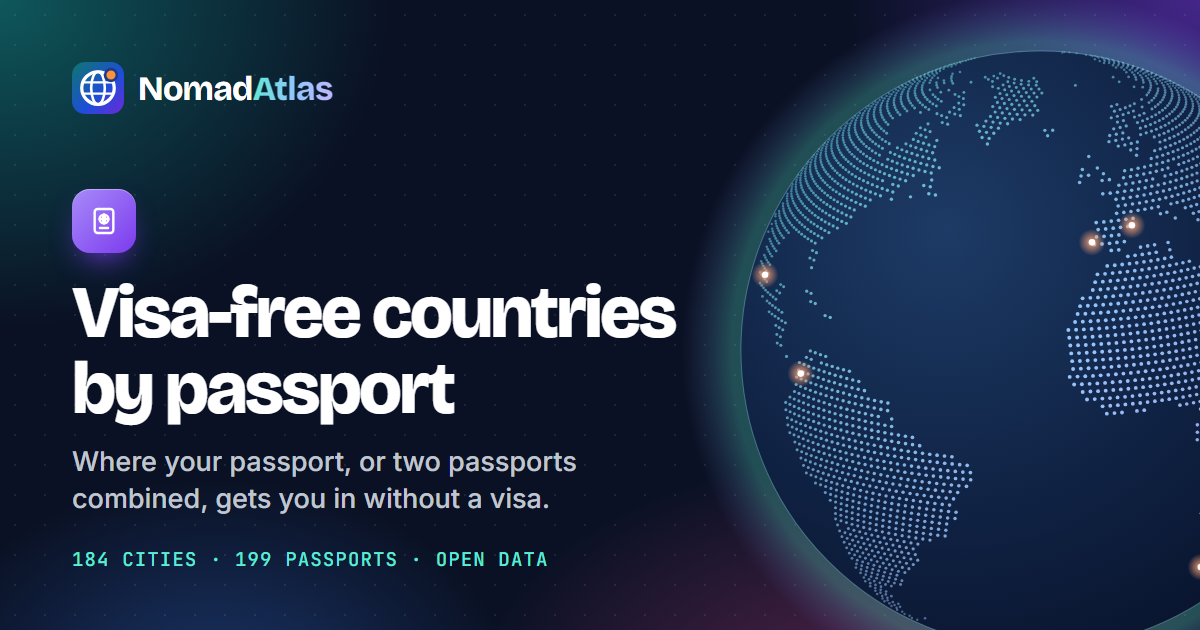 NomadAtlas
Visa-free countries
by passport
Where your passport, or two passports
combined, gets you in without a visa.
184 CITIES · 199 PASSPORTS · OPEN DATA